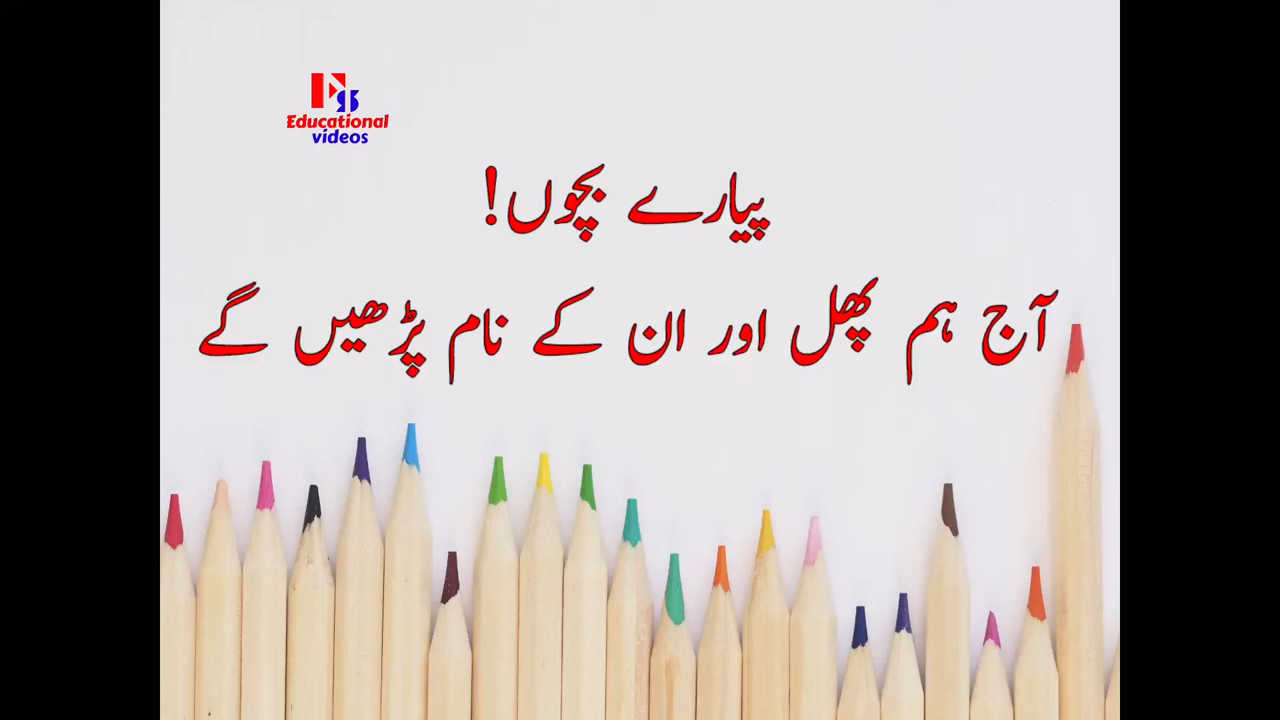 Educational
videos
پیارے بچوں!
آج ہم پھل اور ان کے نام پڑھیں گے